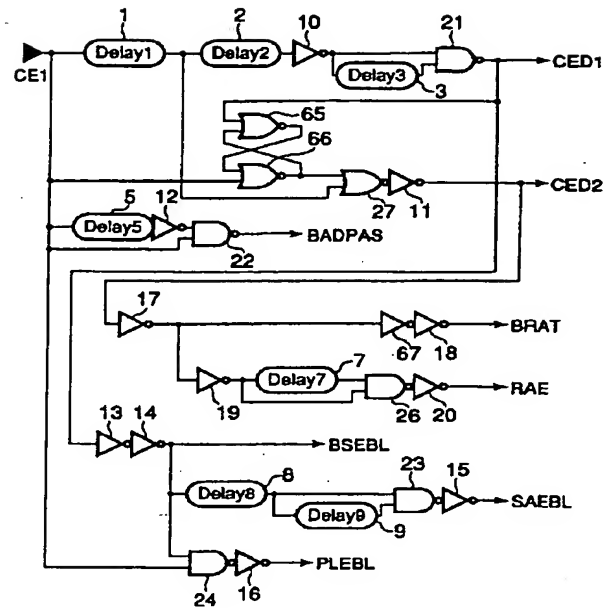 1 2 10 21
Delay1 Delay2
CE1 CED1
Delay3
3
65
66
27 11 CED2
5 12
Delay5
22 BADPAS
17
67 18 BRAT
7
Delay7
19 26 20 RAE
13 14 BSEBL
8 23 15
Delay8
Delay9
9 SAEBL
24 16 PLEBL